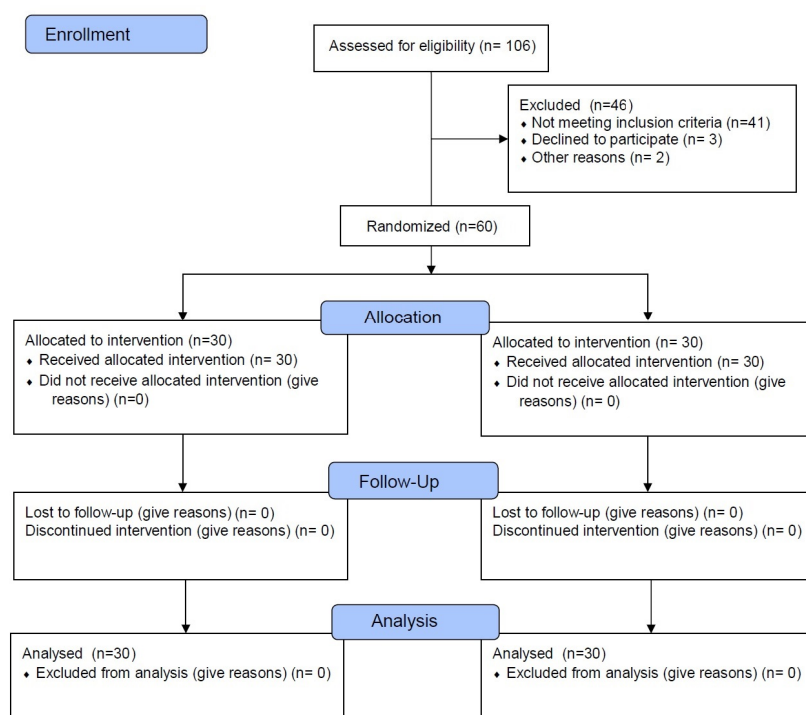 Enrollment
Assessed for eligibility (n= 106)
Excluded (n=46)
♦ Not meeting inclusion criteria (n=41)
♦ Declined to participate (n= 3)
♦ Other reasons (n= 2)
Randomized (n=60)
Allocation
Allocated to intervention (n=30)
♦ Received allocated intervention (n= 30)
♦ Did not receive allocated intervention (give
reasons) (n=0)
Allocated to intervention (n= 30)
♦ Received allocated intervention (n= 30)
♦ Did not receive allocated intervention (give
reasons) (n= 0)
Follow-Up
Lost to follow-up (give reasons) (n= 0)
Discontinued intervention (give reasons) (n= 0)
Lost to follow-up (give reasons) (n= 0)
Discontinued intervention (give reasons) (n= 0)
Analysis
Analysed (n=30)
♦ Excluded from analysis (give reasons) (n= 0)
Analysed (n=30)
♦ Excluded from analysis (give reasons) (n= 0)